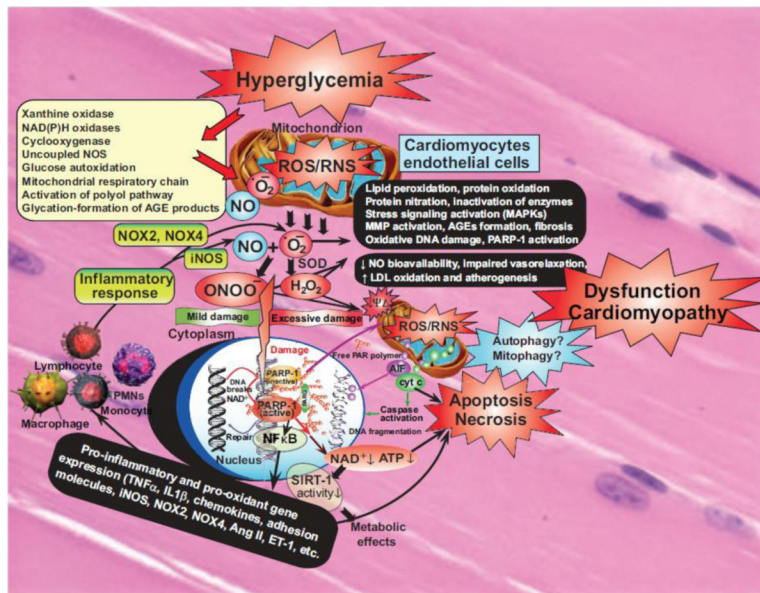 Hyperglycemia
Xanthine oxidase
NAD(P)H oxidases
Cyclooxygenase
Uncoupled NOS
Glucose autoxidation
Mitochondrial respiratory chain
Activation of polyol pathway
Glycation-formation of AGE products
Mitochondrion
ROS/RNS
O2−
NO
Cardiomyocytes
endothelial cells
Lipid peroxidation, protein oxidation
Protein nitration, inactivation of enzymes
Stress signaling activation (MAPKs)
MMP activation, AGEs formation, fibrosis
Oxidative DNA damage, PARP-1 activation
NOX2, NOX4
iNOS
NO + O2−
SOD
↓ NO bioavailability, impaired vasorelaxation,
↑ LDL oxidation and atherogenesis
Inflammatory
response
ONOO−
H2O2
Dysfunction
Cardiomyopathy
Mild damage
Excessive damage
Cytoplasm
ROS/RNS
Autophagy?
Mitophagy?
Lymphocyte
PMNs
Monocyte
Macrophage
Damage
Free PAR polymer
AIF
cyt c
PARP-1
(inactive)
DNA
breaks
NAD+
PARP-1
(active)
PARG
Caspase
activation
Apoptosis
Necrosis
Repair
NFκB
DNA fragmentation
Nucleus
NAD+↓ ATP↓
SIRT-1
activity↓
Metabolic
effects
Pro-inflammatory and pro-oxidant gene
expression (TNFα, IL1β, chemokines, adhesion
molecules, iNOS, NOX2, NOX4, Ang II, ET-1, etc.